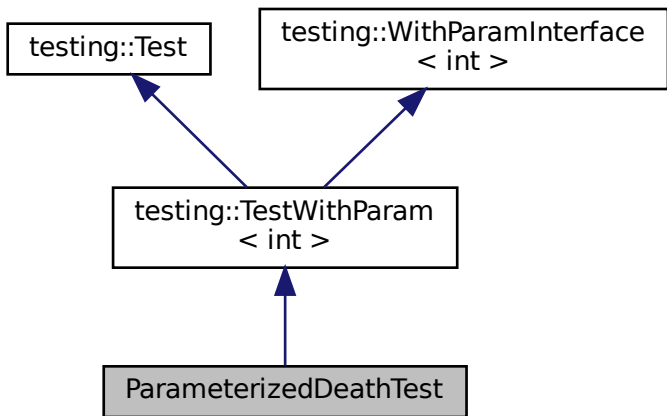 testing::Test
testing::WithParamInterface
< int >
testing::TestWithParam
< int >
ParameterizedDeathTest